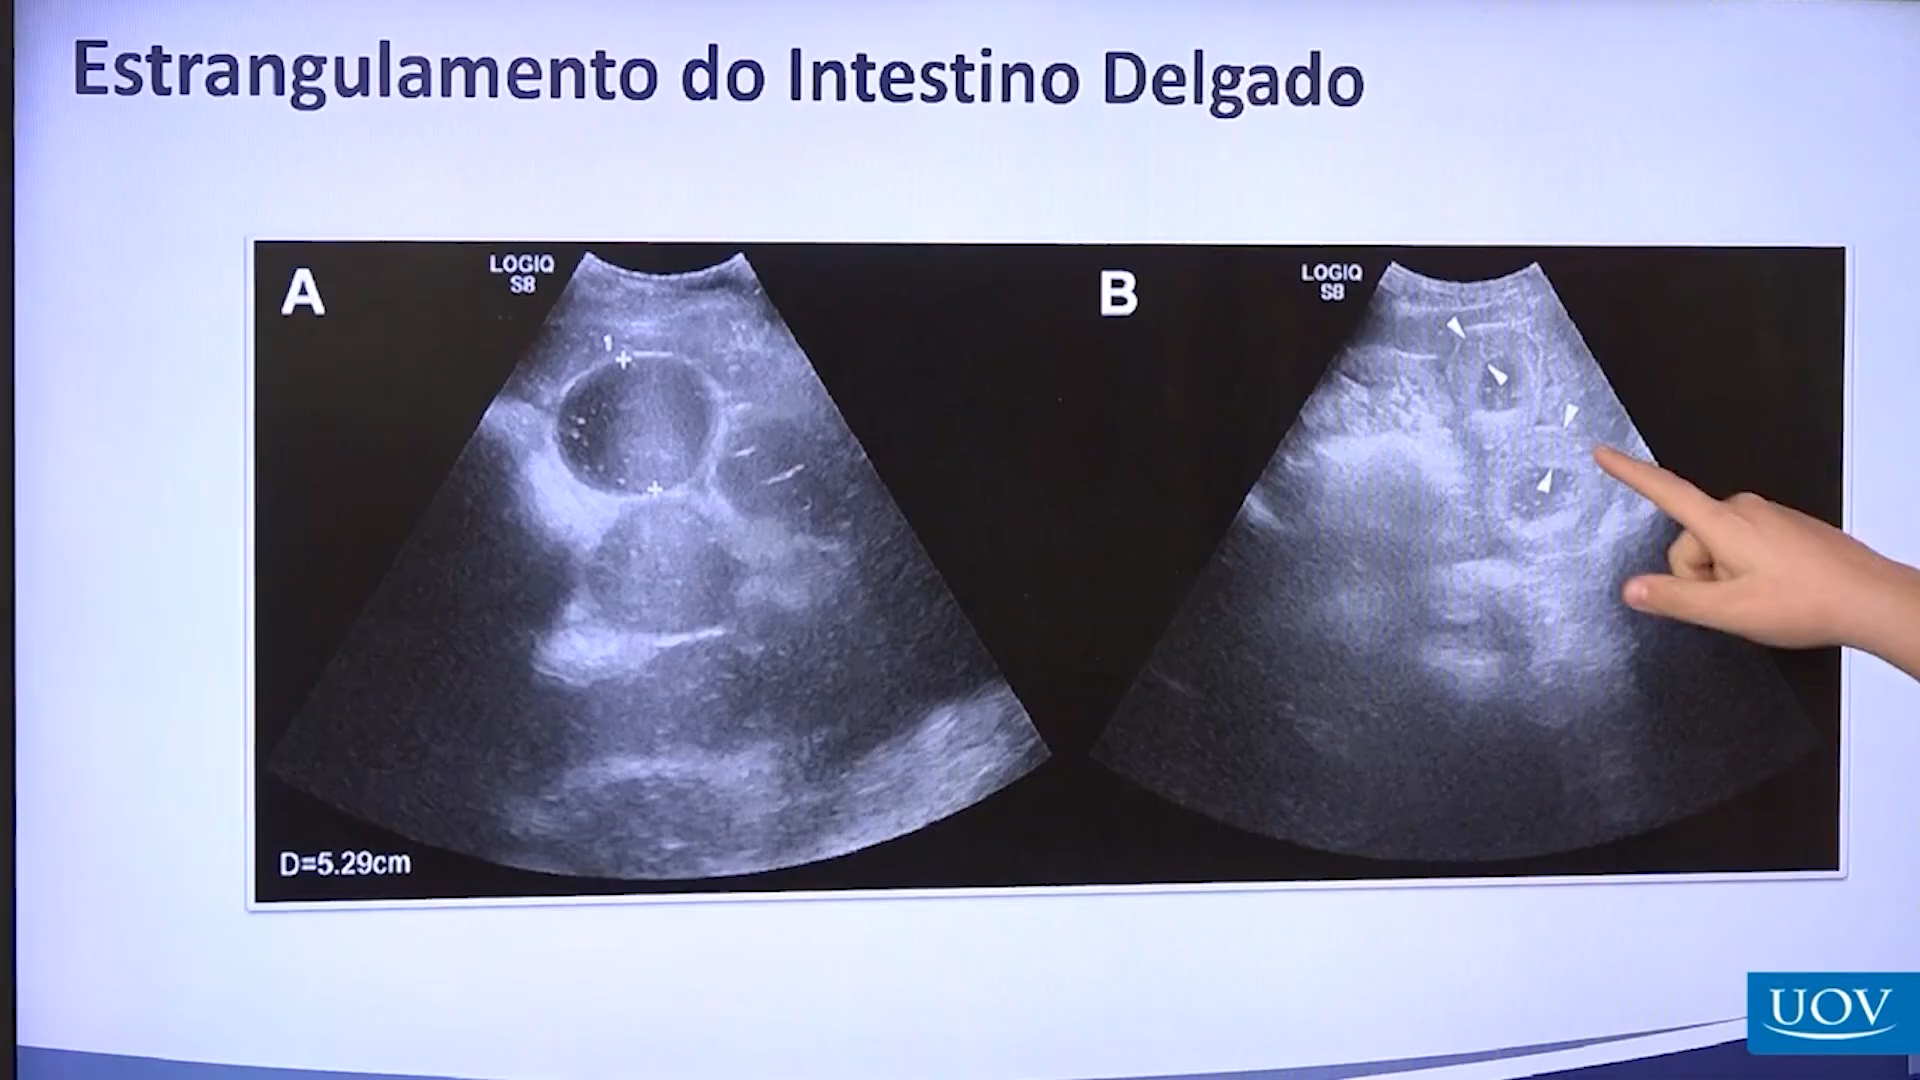 Estrangulamento do Intestino Delgado
A
LOGIQ
S8
1
D=5.29cm
B
LOGIQ
S8
UOV